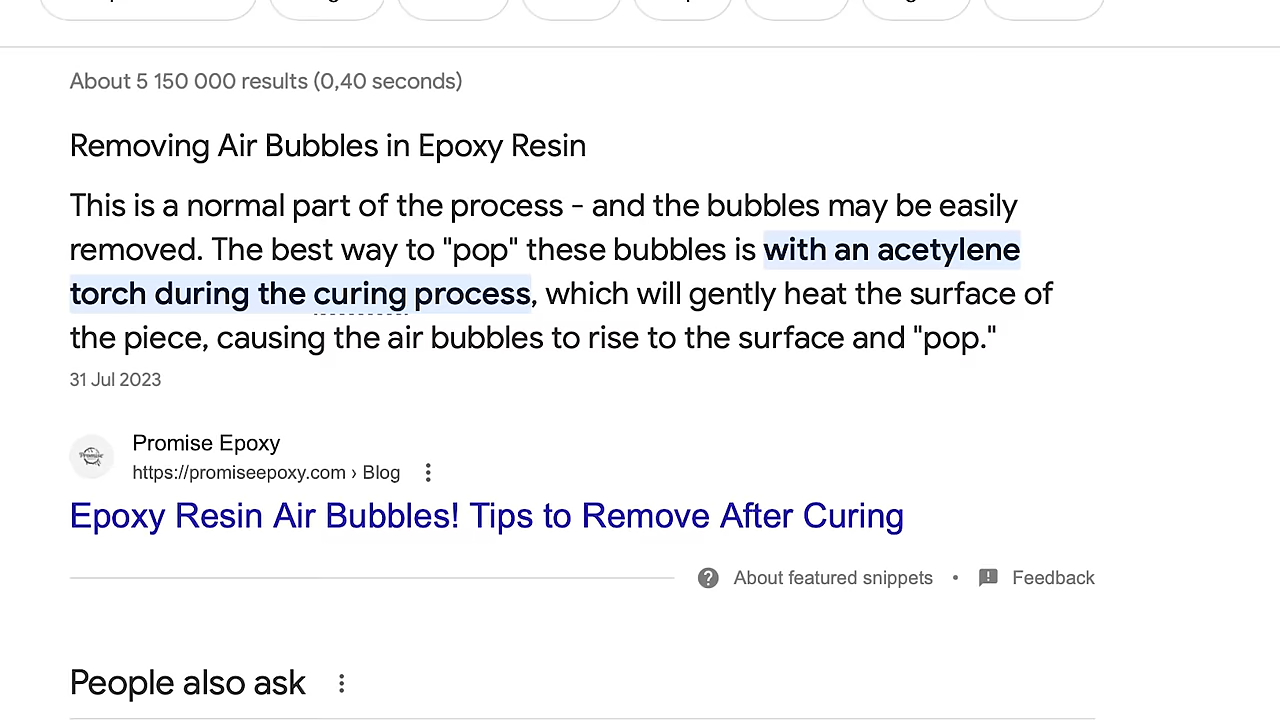 About 5 150 000 results (0,40 seconds)
Removing Air Bubbles in Epoxy Resin
This is a normal part of the process - and the bubbles may be easily
removed. The best way to "pop" these bubbles is with an acetylene
torch during the curing process, which will gently heat the surface of
the piece, causing the air bubbles to rise to the surface and "pop."
31 Jul 2023
Promise Epoxy
https://promiseepoxy.com › Blog
Epoxy Resin Air Bubbles! Tips to Remove After Curing
About featured snippets • Feedback
People also ask